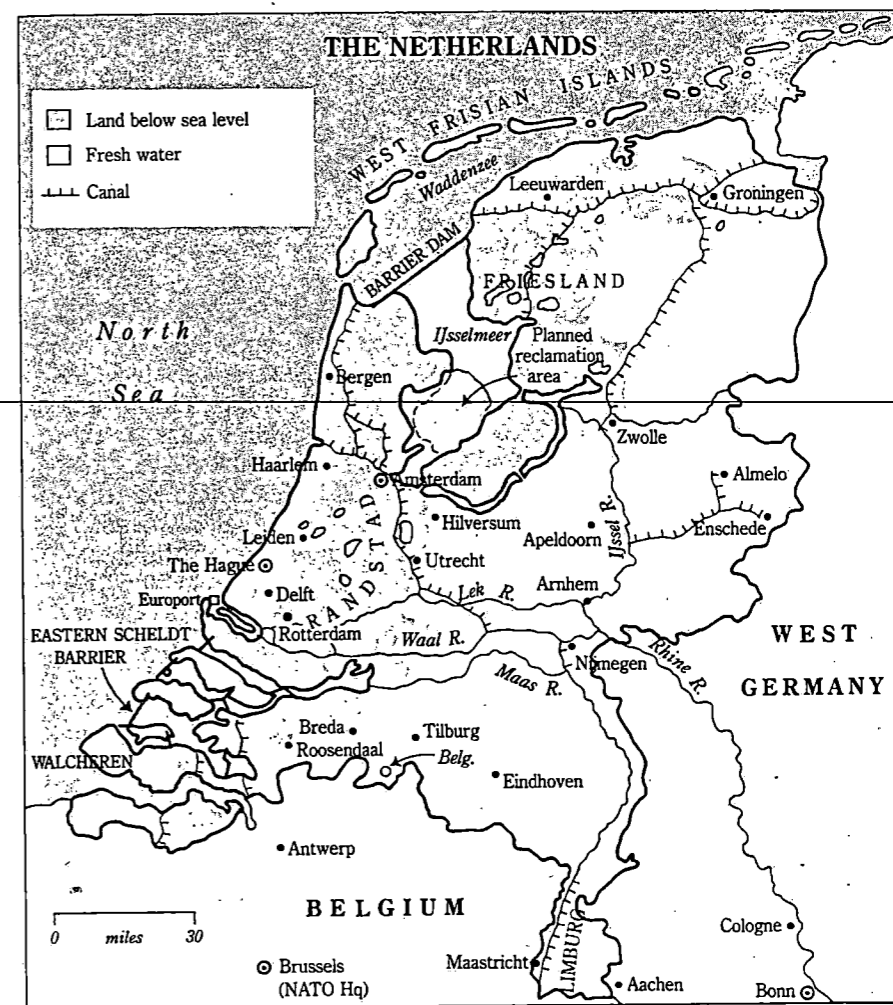 THE NETHERLANDS
Land below sea level
Fresh water
Canal
WEST FRISIAN ISLANDS
Waddenzee
Leeuwarden
Groningen
BARRIER DAM
FRIESLAND
North
Sea
IJsselmeer
Planned
reclamation
area
Bergen
Zwolle
Haarlem
Amsterdam
Almelo
Hilversum
Enschede
Apeldoorn
IJssel R.
Leiden
RANDSTAD
Utrecht
The Hague
Delft
Lek R.
Arnhem
Europort
Rotterdam
EASTERN SCHELDT
BARRIER
Waal R.
Nijmegen
Rhine R.
WEST
GERMANY
Maas R.
Breda
Tilburg
Roosendaal
Belg.
WALCHEREN
Eindhoven
Antwerp
BELGIUM
0 miles 30
LIMBURG
Cologne
Maastricht
Brussels
(NATO Hq)
Aachen
Bonn